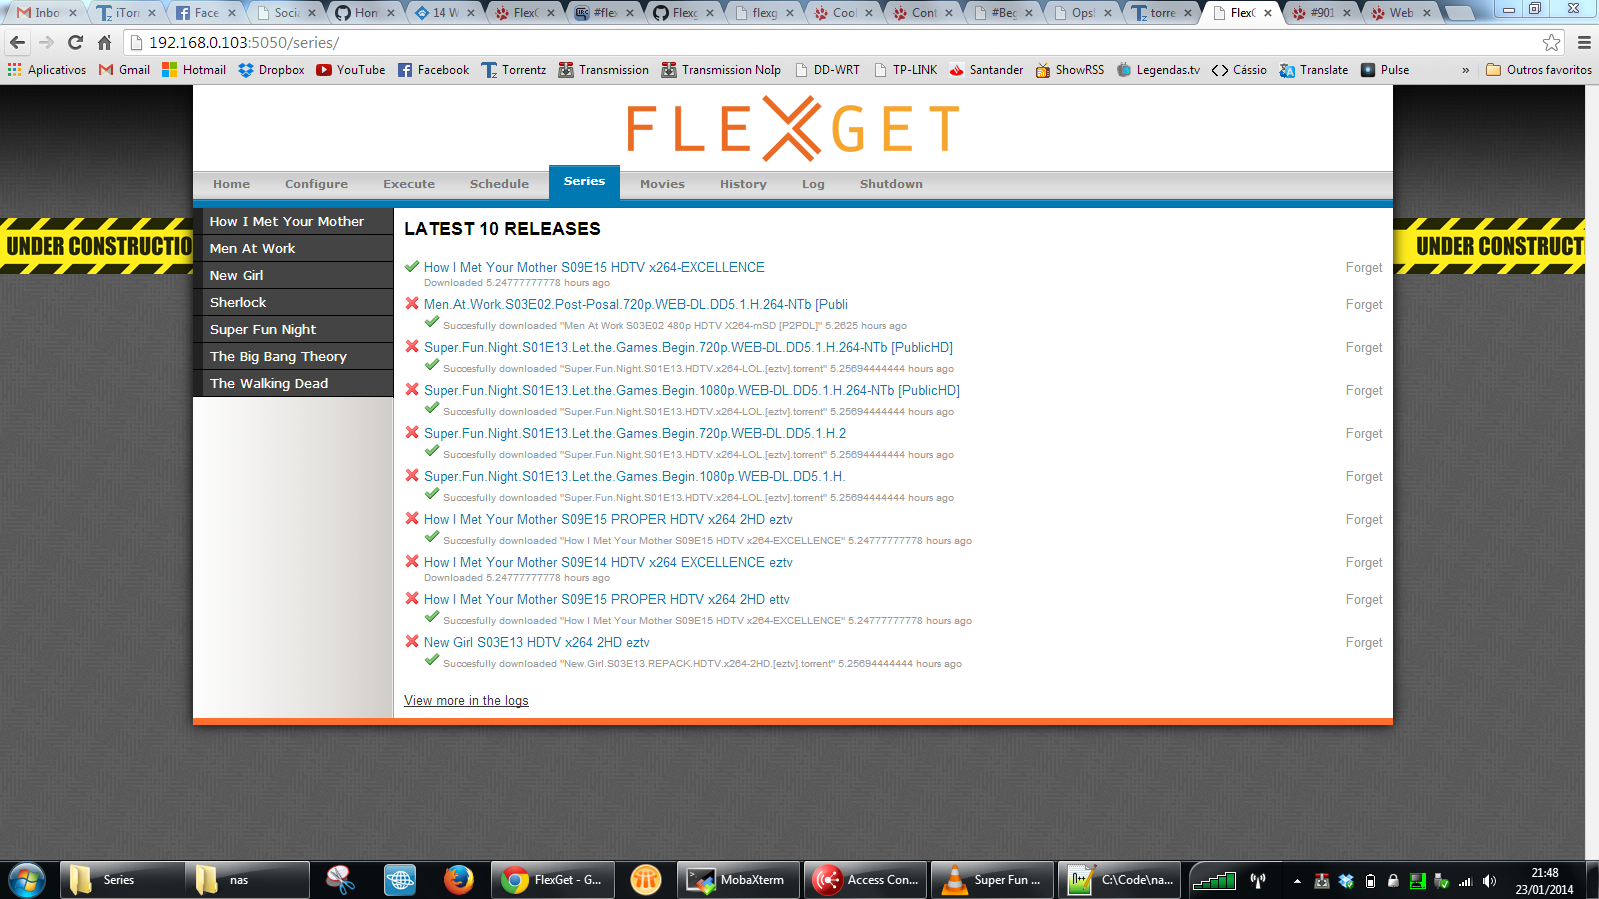 Inbo
iTorr
Face
Socia
Hom
14 W
FlexG
#flex
Flexg
flexg
Cool
Conf
#Beg
Ops!
torre
FlexG
#901
Web
192.168.0.103:5050/series/
Aplicativos
Gmail
Hotmail
Dropbox
YouTube
Facebook
Torrentz
Transmission
Transmission NoIp
DD-WRT
TP-LINK
Santander
ShowRSS
Legendas.tv
Cássio
Translate
Pulse
»
Outros favoritos
FLEXGET
Home
Configure
Execute
Schedule
Series
Movies
History
Log
Shutdown
UNDER CONSTRUCTIO
UNDER CONSTRUCT
How I Met Your Mother
Men At Work
New Girl
Sherlock
Super Fun Night
The Big Bang Theory
The Walking Dead
LATEST 10 RELEASES
How I Met Your Mother S09E15 HDTV x264-EXCELLENCE Forget
Downloaded 5.24777777778 hours ago
Men.At.Work.S03E02.Post-Posal.720p.WEB-DL.DD5.1.H.264-NTb [Publi Forget
Succesfully downloaded "Men At Work S03E02 480p HDTV X264-mSD [P2PDL]" 5.2625 hours ago
Super.Fun.Night.S01E13.Let.the.Games.Begin.720p.WEB-DL.DD5.1.H.264-NTb [PublicHD] Forget
Succesfully downloaded "Super.Fun.Night.S01E13.HDTV.x264-LOL.[eztv].torrent" 5.25694444444 hours ago
Super.Fun.Night.S01E13.Let.the.Games.Begin.1080p.WEB-DL.DD5.1.H.264-NTb [PublicHD] Forget
Succesfully downloaded "Super.Fun.Night.S01E13.HDTV.x264-LOL.[eztv].torrent" 5.25694444444 hours ago
Super.Fun.Night.S01E13.Let.the.Games.Begin.720p.WEB-DL.DD5.1.H.2 Forget
Succesfully downloaded "Super.Fun.Night.S01E13.HDTV.x264-LOL.[eztv].torrent" 5.25694444444 hours ago
Super.Fun.Night.S01E13.Let.the.Games.Begin.1080p.WEB-DL.DD5.1.H. Forget
Succesfully downloaded "Super.Fun.Night.S01E13.HDTV.x264-LOL.[eztv].torrent" 5.25694444444 hours ago
How I Met Your Mother S09E15 PROPER HDTV x264 2HD eztv Forget
Succesfully downloaded "How I Met Your Mother S09E15 HDTV x264-EXCELLENCE" 5.24777777778 hours ago
How I Met Your Mother S09E14 HDTV x264 EXCELLENCE eztv Forget
Downloaded 5.24777777778 hours ago
How I Met Your Mother S09E15 PROPER HDTV x264 2HD ettv Forget
Succesfully downloaded "How I Met Your Mother S09E15 HDTV x264-EXCELLENCE" 5.24777777778 hours ago
New Girl S03E13 HDTV x264 2HD eztv Forget
Succesfully downloaded "New.Girl.S03E13.REPACK.HDTV.x264-2HD.[eztv].torrent" 5.25694444444 hours ago
View more in the logs
Series
nas
FlexGet - G...
MobaXterm
Access Con...
Super Fun ...
C:\Code\na...
21:48
23/01/2014